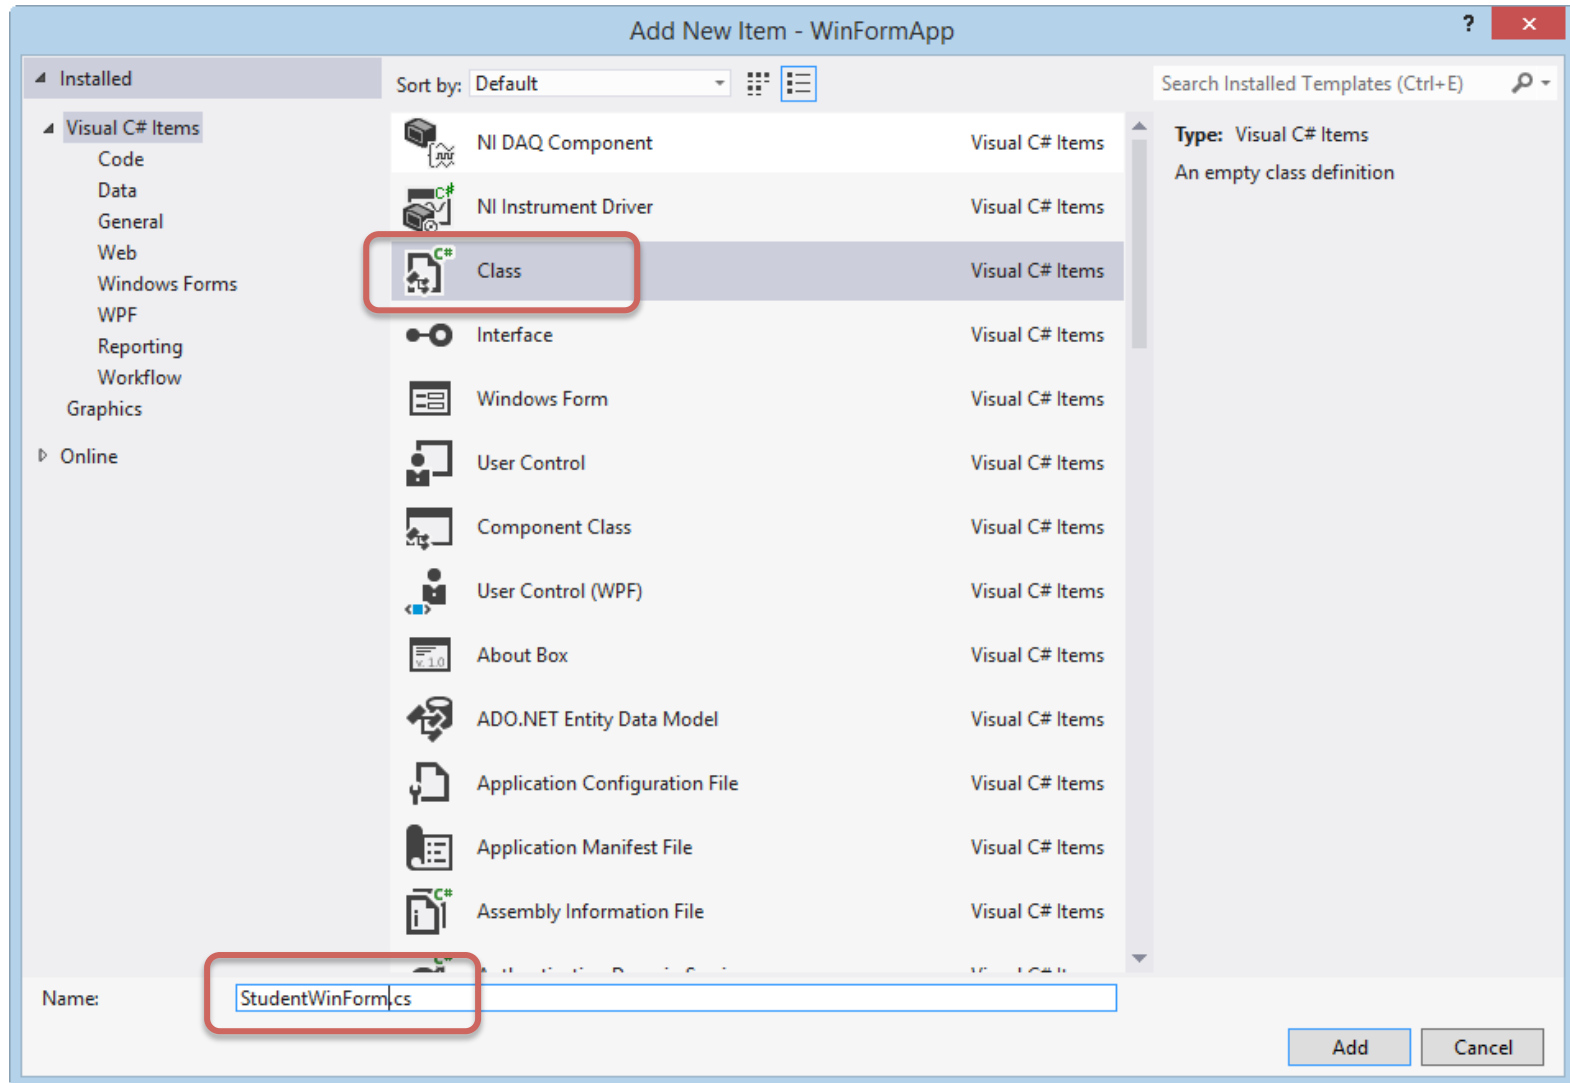 Add New Item - WinFormApp
?
Installed
Sort by: Default
Search Installed Templates (Ctrl+E)
Visual C# Items
Code
Data
General
Web
Windows Forms
WPF
Reporting
Workflow
Graphics
Online
NI DAQ Component Visual C# Items
NI Instrument Driver Visual C# Items
C#
Class Visual C# Items
C#
Interface Visual C# Items
Windows Form Visual C# Items
User Control Visual C# Items
Component Class Visual C# Items
User Control (WPF) Visual C# Items
About Box Visual C# Items
v. 1.0
ADO.NET Entity Data Model Visual C# Items
Application Configuration File Visual C# Items
Application Manifest File Visual C# Items
Assembly Information File Visual C# Items
C#
Type: Visual C# Items
An empty class definition
Name: StudentWinForm.cs
Add Cancel